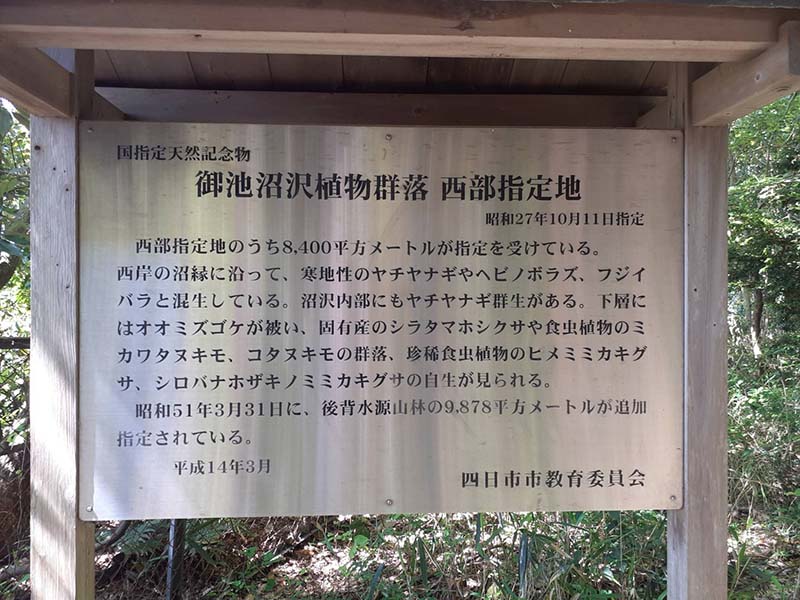 国指定天然記念物
御池沼沢植物群落 西部指定地
昭和27年10月11日指定
西部指定地のうち8,400平方メートルが指定を受けている。
西岸の沼縁に沿って、寒地性のヤチヤナギやヘビノボラズ、フジイ
バラと混生している。沼沢内部にもヤチヤナギ群生がある。下層に
はオオミズゴケが被い、固有産のシラタマホシクサや食虫植物のミ
カワタヌキモ、コタヌキモの群落、珍稀食虫植物のヒメミミカキグ
サ、シロバナホザキノミミカキグサの自生が見られる。
昭和51年3月31日に、後背水源山林の9,878平方メートルが追加
指定されている。
平成14年3月
四日市市教育委員会